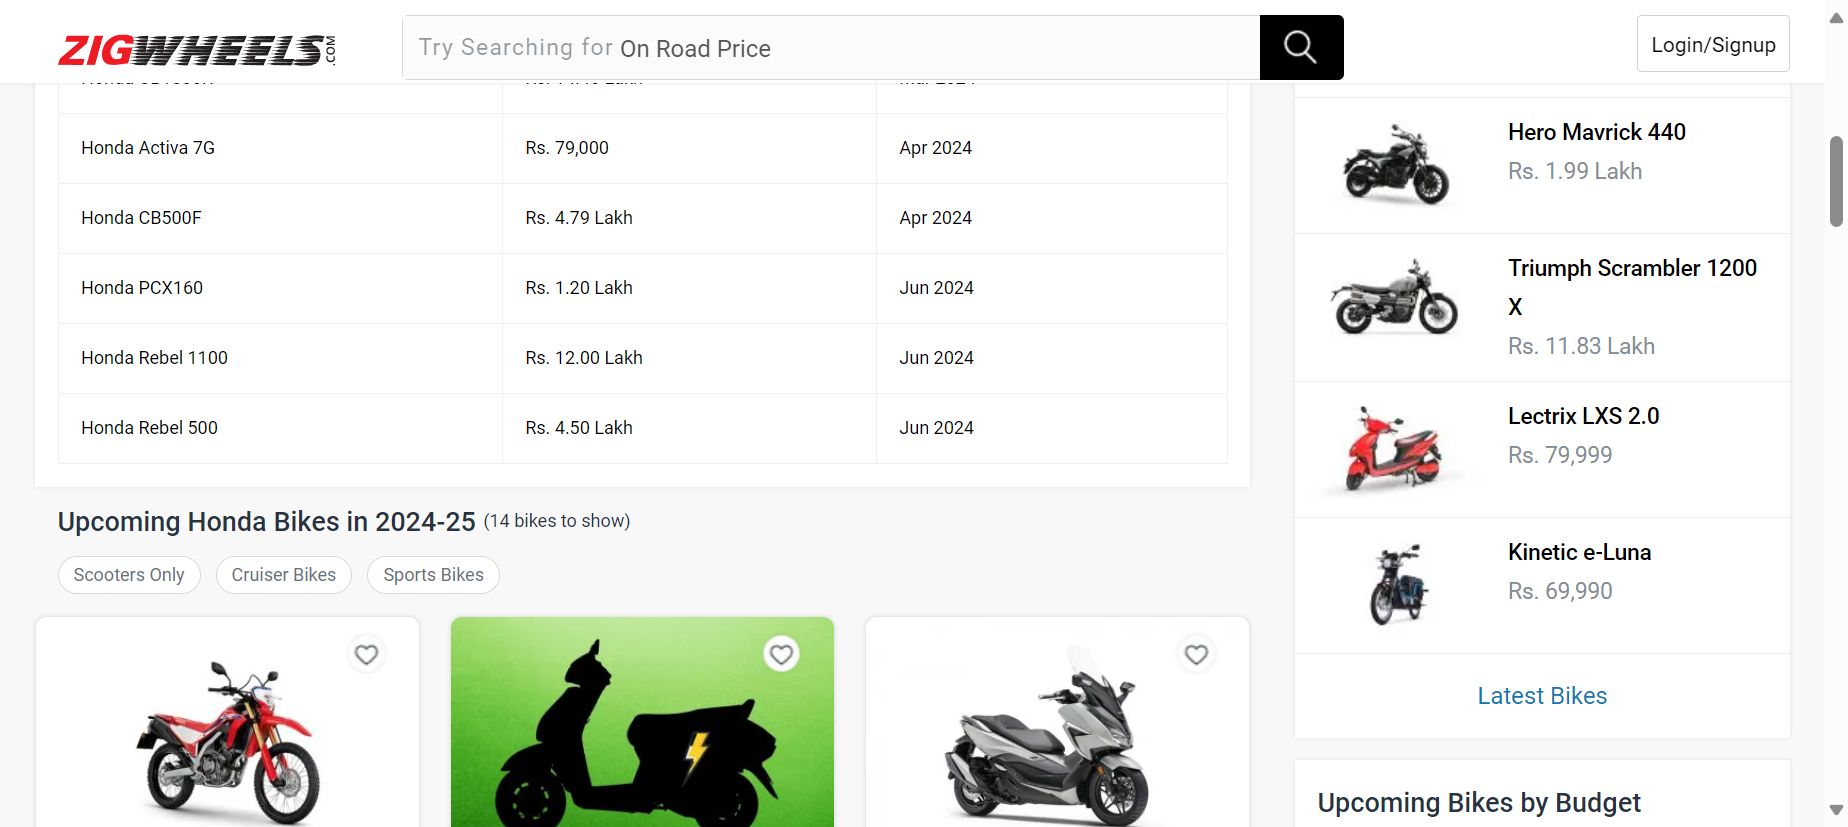 ZIGWHEELS.COM
Try Searching for On Road Price
Login/Signup
Honda Activa 7G Rs. 79,000 Apr 2024
Honda CB500F Rs. 4.79 Lakh Apr 2024
Honda PCX160 Rs. 1.20 Lakh Jun 2024
Honda Rebel 1100 Rs. 12.00 Lakh Jun 2024
Honda Rebel 500 Rs. 4.50 Lakh Jun 2024
Upcoming Honda Bikes in 2024-25 (14 bikes to show)
Scooters Only Cruiser Bikes Sports Bikes
Hero Mavrick 440
Rs. 1.99 Lakh
Triumph Scrambler 1200
X
Rs. 11.83 Lakh
Lectrix LXS 2.0
Rs. 79,999
Kinetic e-Luna
Rs. 69,990
Latest Bikes
Upcoming Bikes by Budget